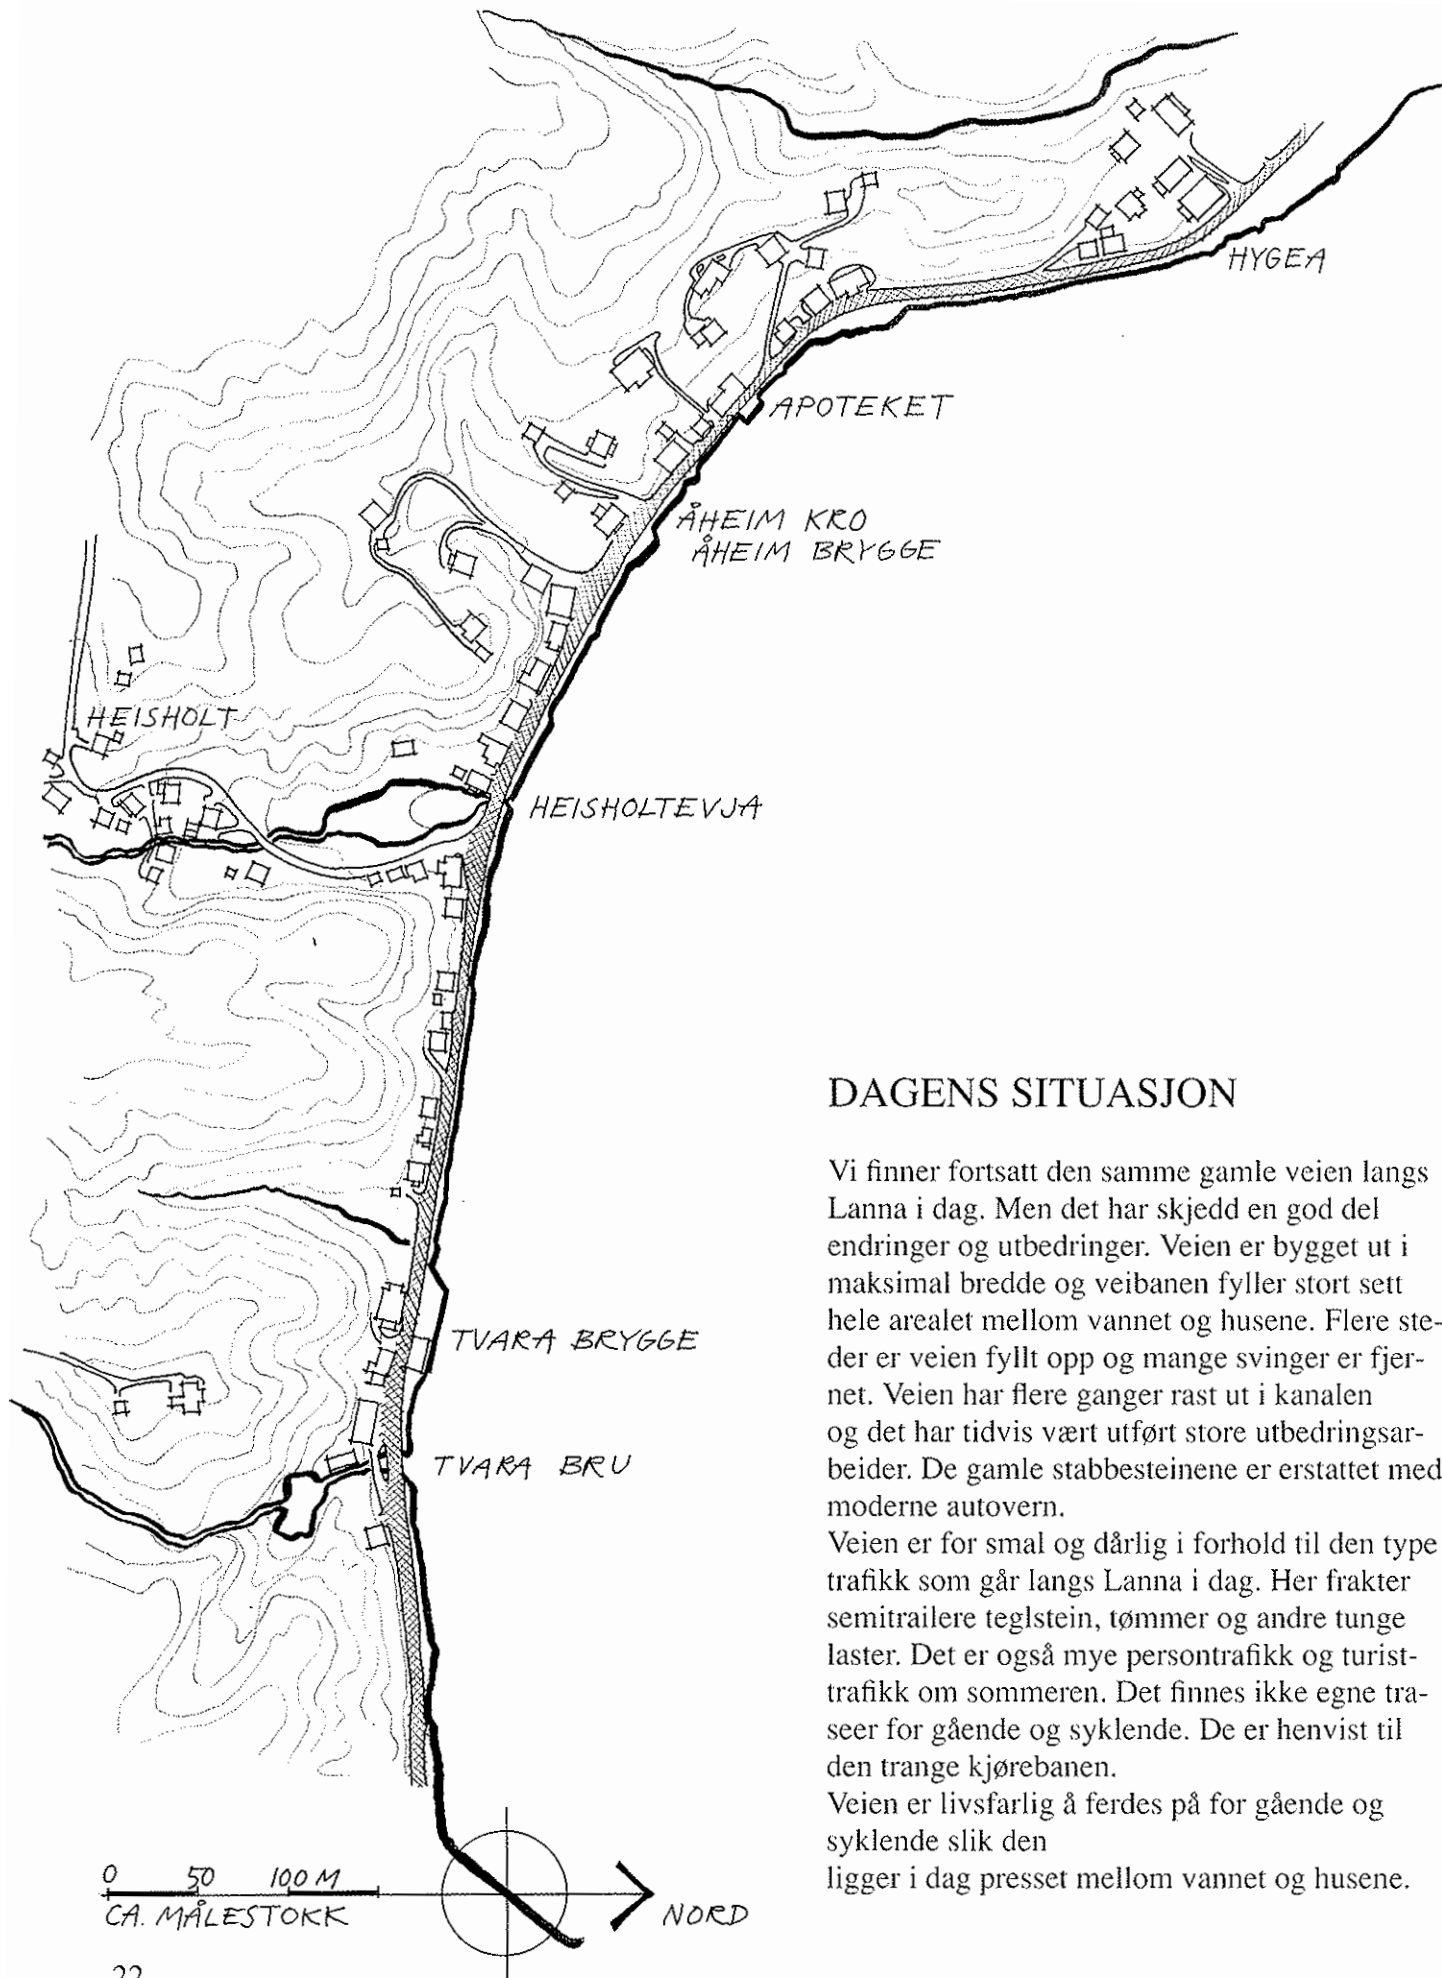 HYGEA
APOTEKET
ÅHEIM KRO
ÅHEIM BRYGGE
HEISHOLT
HEISHOLTEVJA
TVARA BRYGGE
TVARA BRU
DAGENS SITUASJON
Vi finner fortsatt den samme gamle veien langs
Lanna i dag. Men det har skjedd en god del
endringer og utbedringer. Veien er bygget ut i
maksimal bredde og veibanen fyller stort sett
hele arealet mellom vannet og husene. Flere ste-
der er veien fyllt opp og mange svinger er fjer-
net. Veien har flere ganger rast ut i kanalen
og det har tidvis vært utført store utbedringsar-
beider. De gamle stabbesteinene er erstattet med
moderne autovern.
Veien er for smal og dårlig i forhold til den type
trafikk som går langs Lanna i dag. Her frakter
semitrailere teglstein, tømmer og andre tunge
laster. Det er også mye persontrafikk og turist-
trafikk om sommeren. Det finnes ikke egne tra-
seer for gående og syklende. De er henvist til
den trange kjørebanen.
Veien er livsfarlig å ferdes på for gående og
syklende slik den
ligger i dag presset mellom vannet og husene.
0 50 100 M
CA. MÅLESTOKK
NORD
22